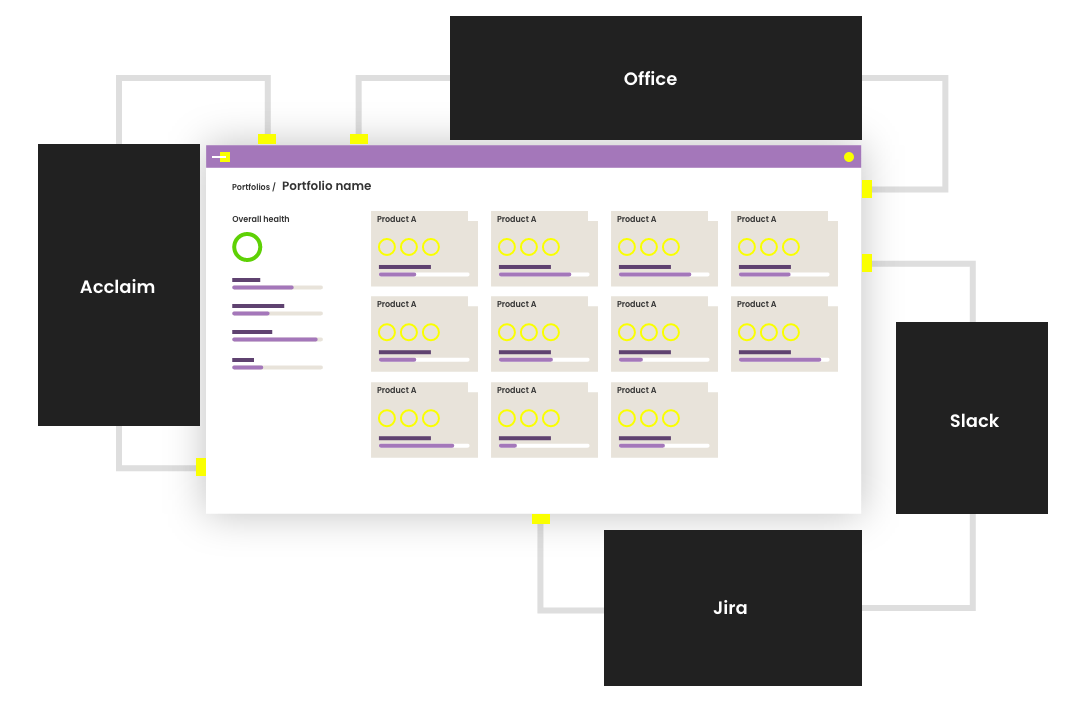 Office
Acclaim
Portfolios / Portfolio name
Overall health
Product A Product A Product A Product A
Product A Product A Product A Product A
Product A Product A Product A
Slack
Jira